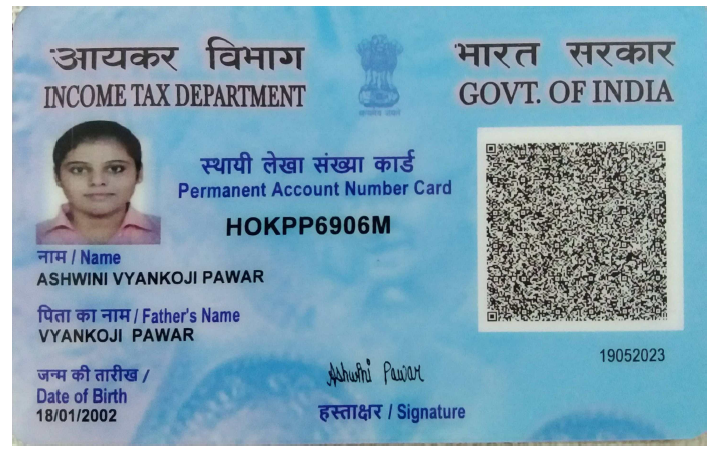 आयकर विभाग
INCOME TAX DEPARTMENT
भारत सरकार
GOVT. OF INDIA
स्थायी लेखा संख्या कार्ड
Permanent Account Number Card
HOKPP6906M
नाम / Name
ASHWINI VYANKOJI PAWAR
पिता का नाम / Father's Name
VYANKOJI PAWAR
जन्म की तारीख /
Date of Birth
18/01/2002
Ashwini Pawar
हस्ताक्षर / Signature
19052023